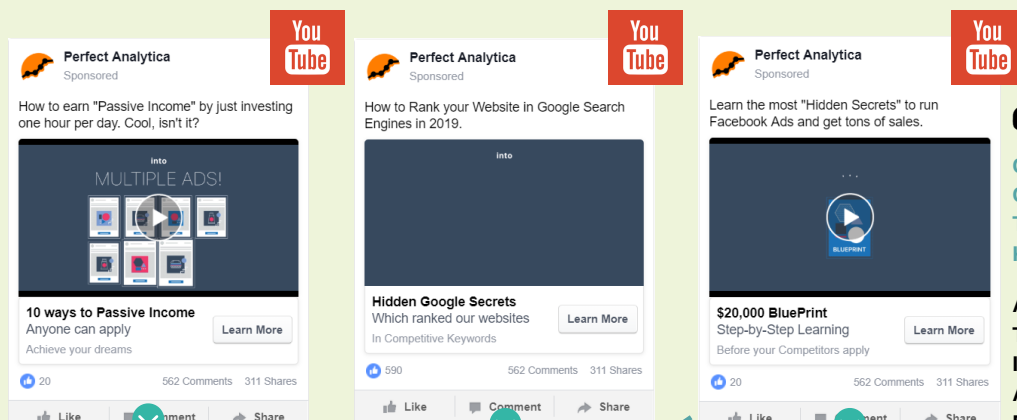 You
Tube
Perfect Analytica
Sponsored
How to earn "Passive Income" by just investing
one hour per day. Cool, isn't it?
into
MULTIPLE ADS!
10 ways to Passive Income
Anyone can apply
Achieve your dreams
Learn More
20
562 Comments 311 Shares
Like
Share
You
Tube
Perfect Analytica
Sponsored
How to Rank your Website in Google Search
Engines in 2019.
into
Hidden Google Secrets
Which ranked our websites
In Competitive Keywords
Learn More
590
562 Comments 311 Shares
Like
Comment
Share
You
Tube
Perfect Analytica
Sponsored
Learn the most "Hidden Secrets" to run
Facebook Ads and get tons of sales.
...
BLUEPRINT
$20,000 BluePrint
Step-by-Step Learning
Before your Competitors apply
Learn More
20
562 Comments 311 Shares
Like
Share